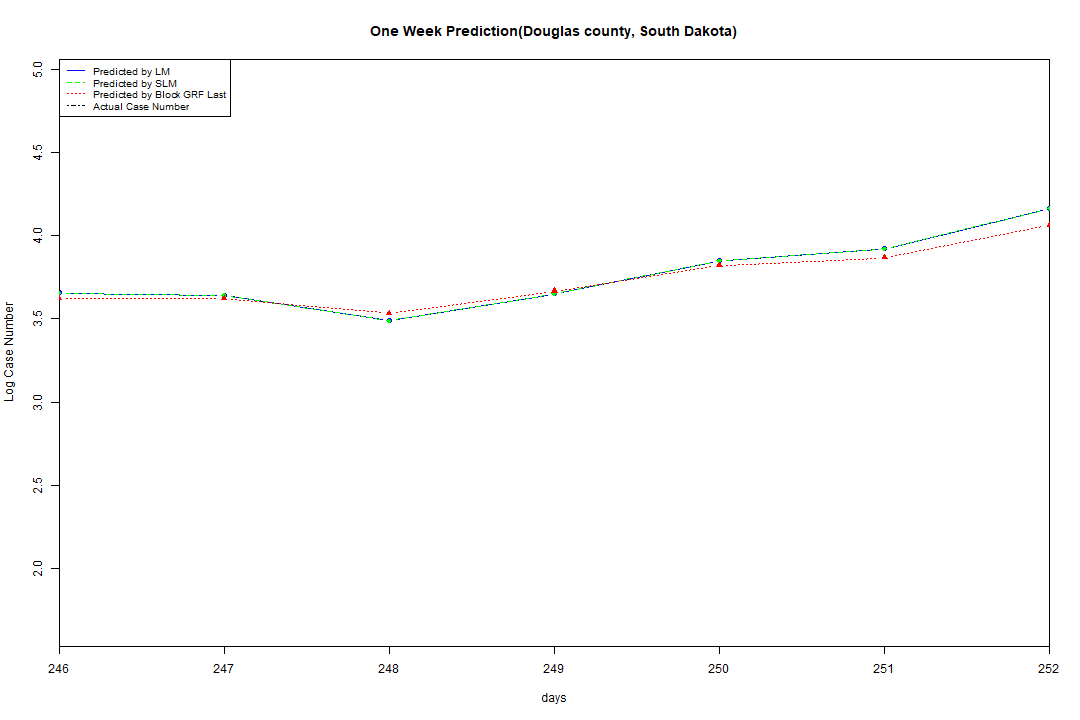 One Week Prediction(Douglas county, South Dakota)
Predicted by LM
Predicted by SLM
Predicted by Block GRF Last
Actual Case Number
5.0
4.5
4.0
3.5
3.0
2.5
2.0
Log Case Number
246 247 248 249 250 251 252
days